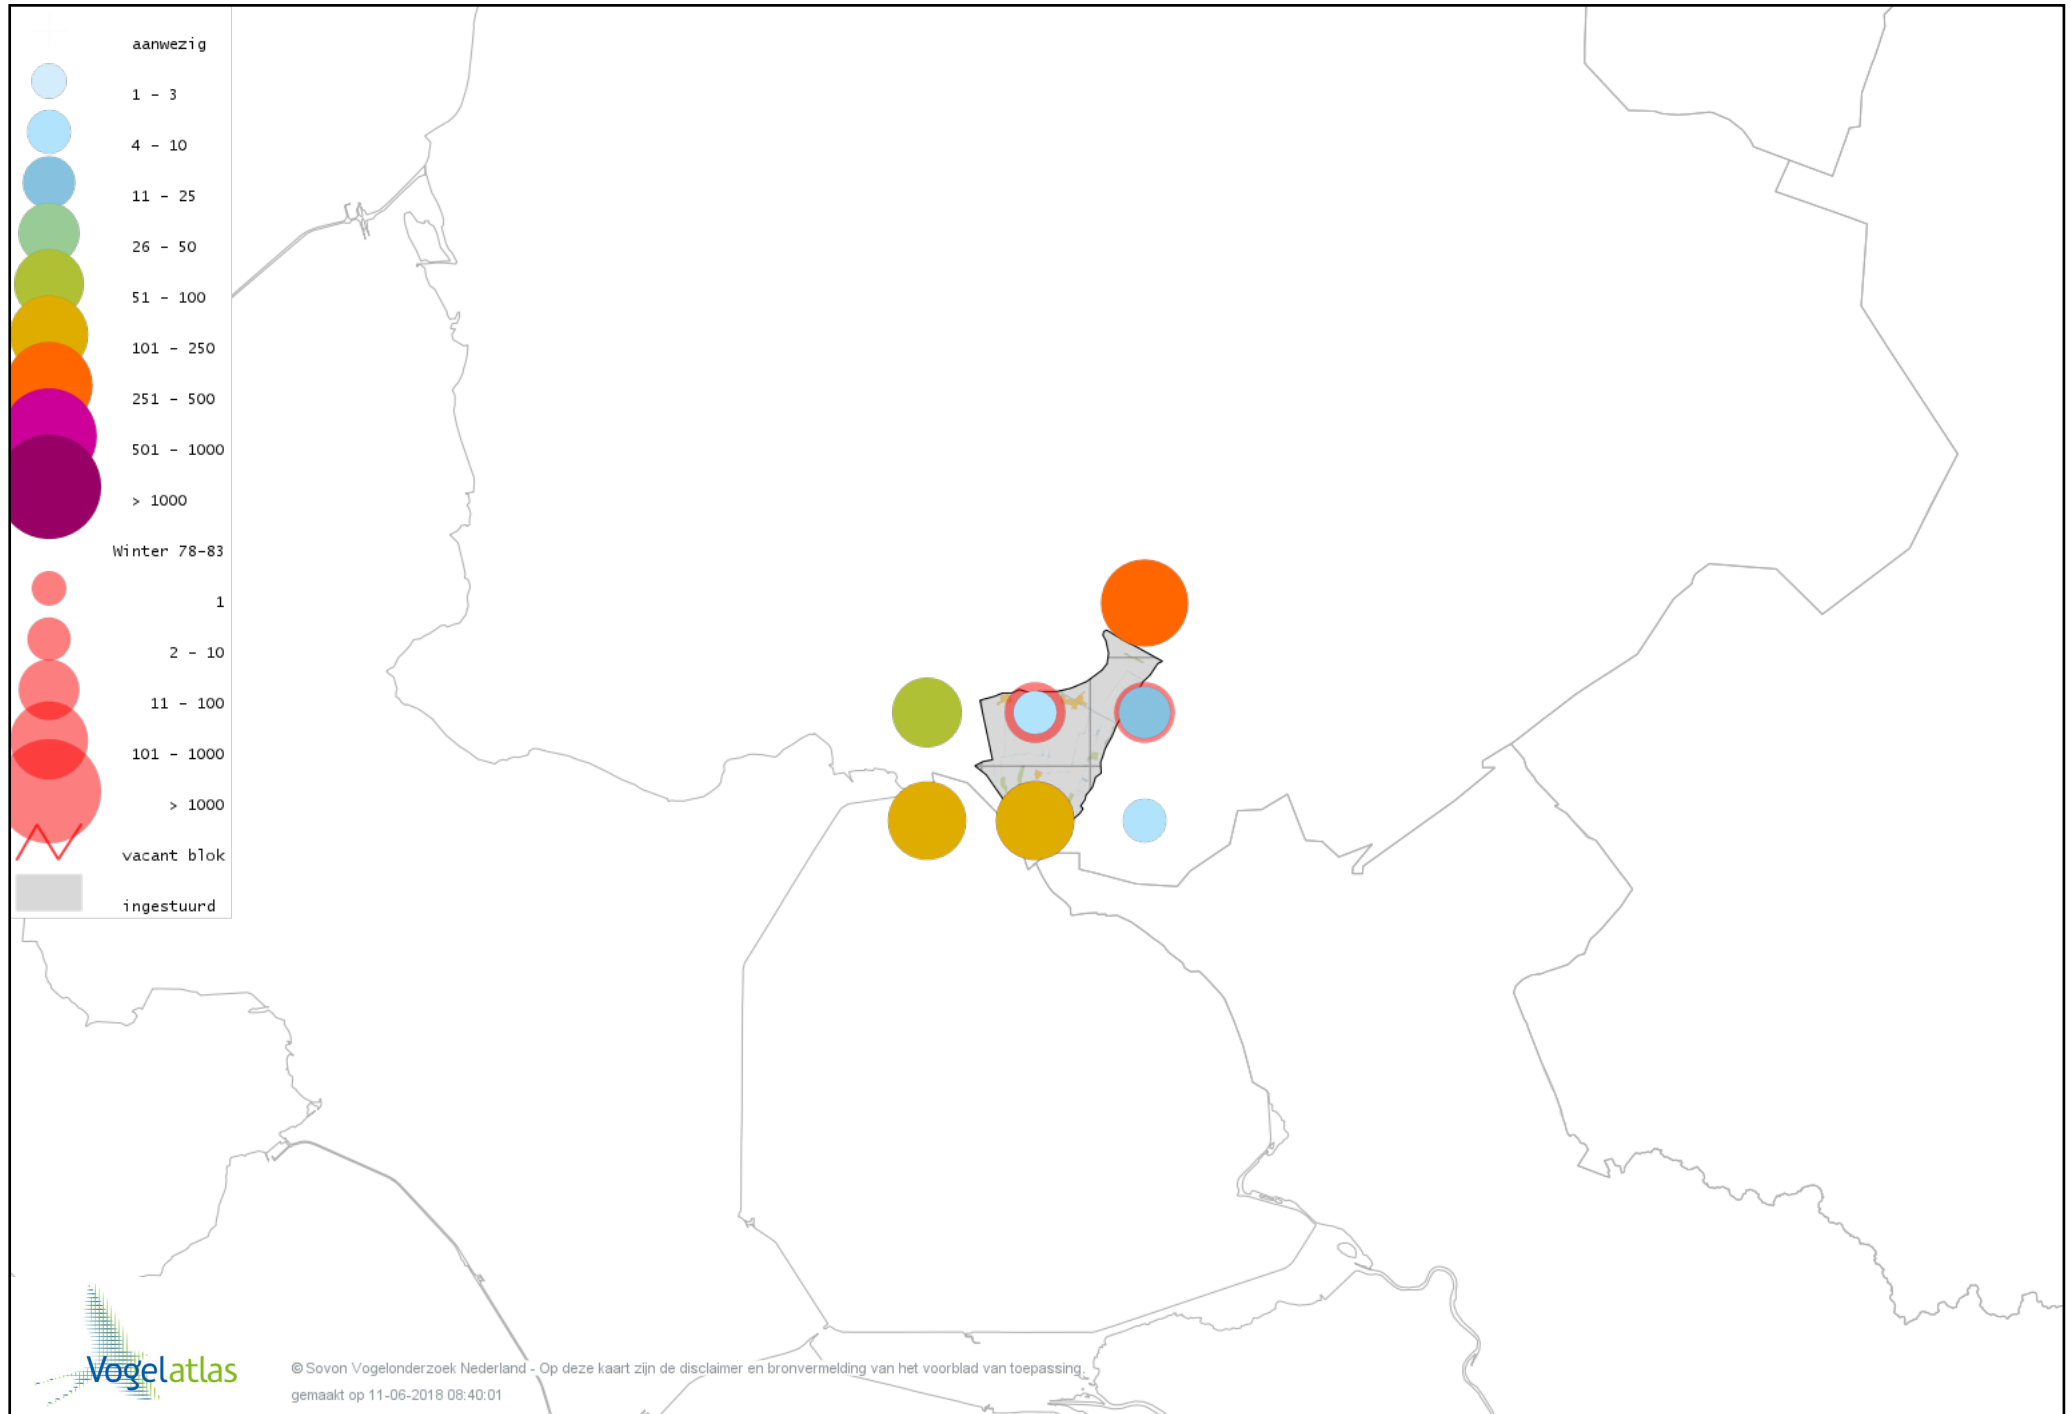 aanwezig
1 - 3
4 - 10
11 - 25
26 - 50
51 - 100
101 - 250
251 - 500
501 - 1000
> 1000
Winter 78-83
1
2 - 10
11 - 100
101 - 1000
> 1000
vacant blok
ingestuurd
Vogelatlas
© Sovon Vogelonderzoek Nederland - Op deze kaart zijn de disclaimer en bronvermelding van het voorblad van toepassing.
gemaakt op 11-06-2018 08:40:01